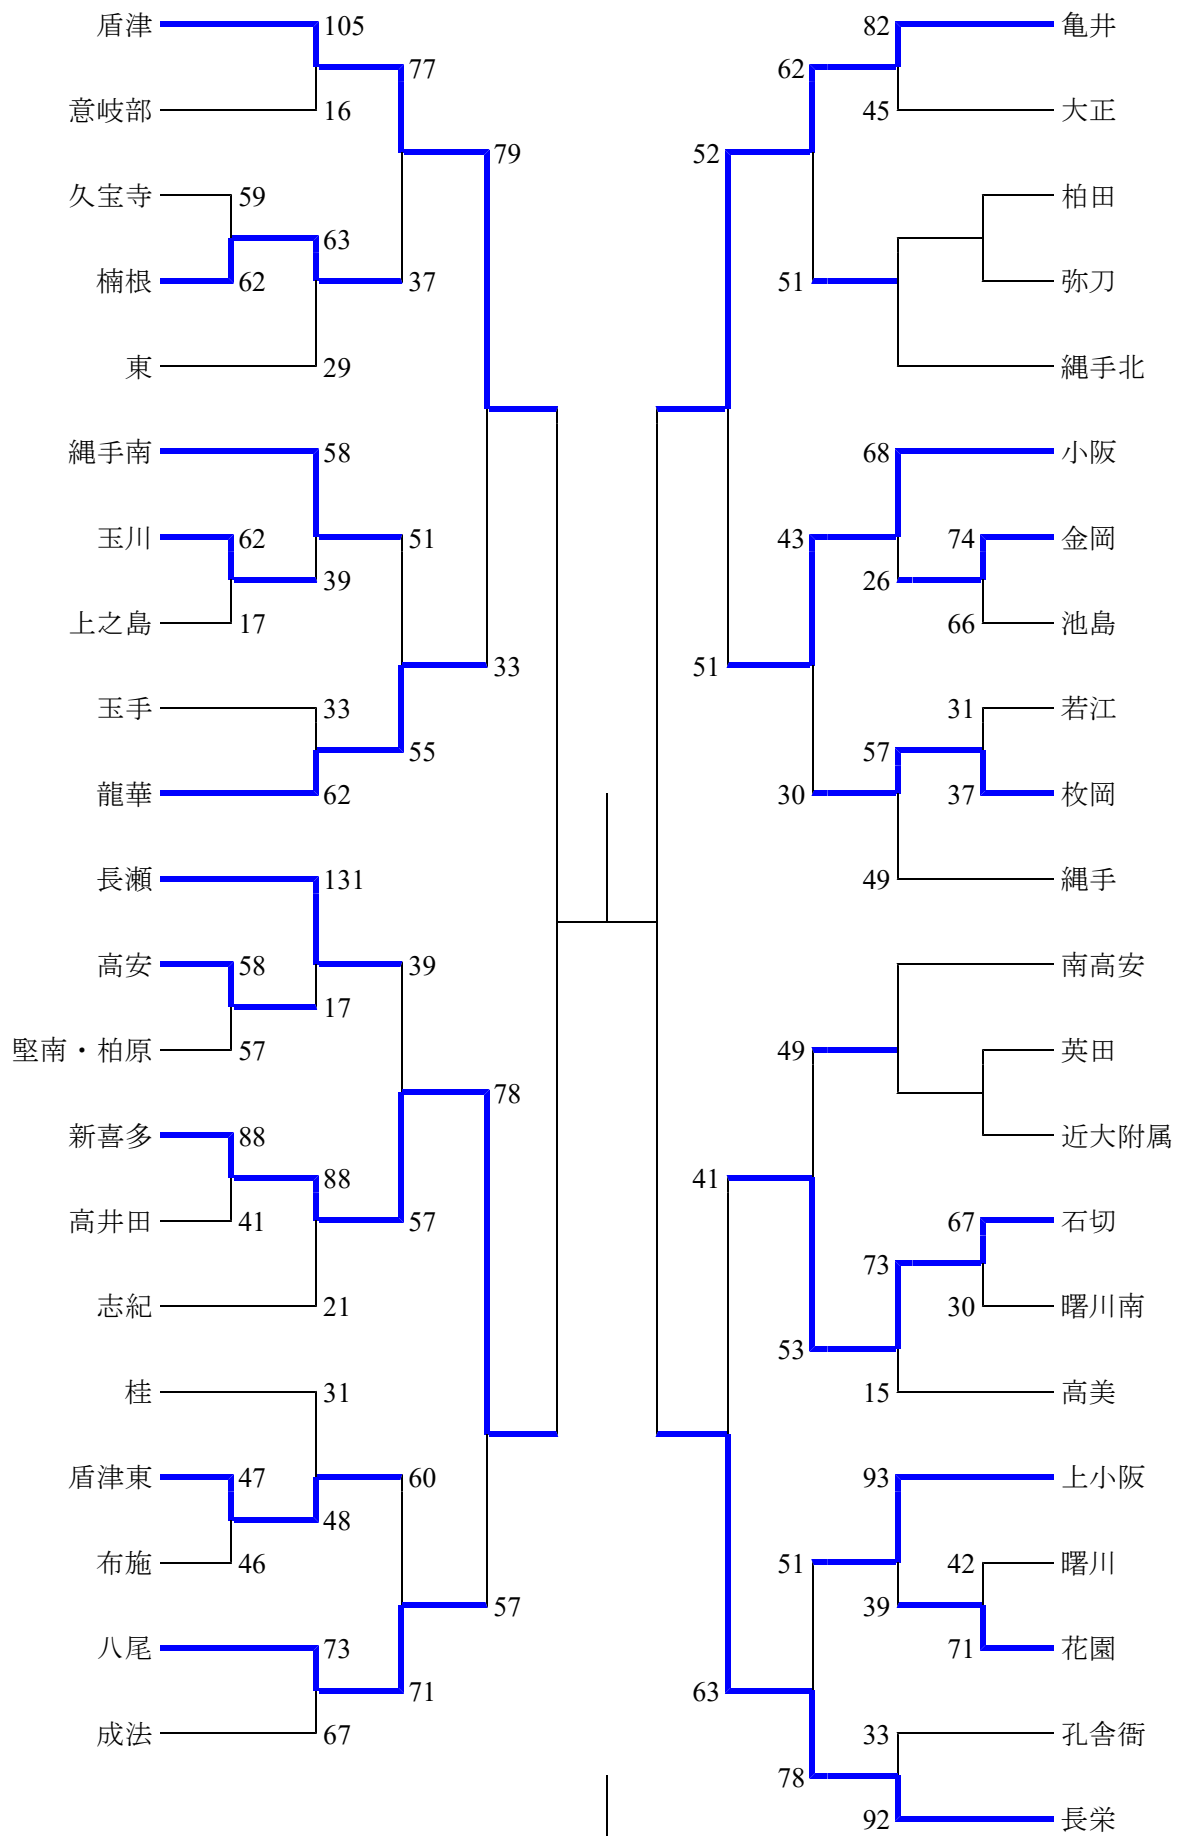 盾津 105 82 亀井
77 62
意岐部 16 45 大正
79 52
久宝寺 59 柏田
63
楠根 62 37 51 弥刀
東 29 縄手北
縄手南 58 68 小阪
玉川 62 51 43 74 金岡
39 26
上之島 17 66 池島
33 51
玉手 33 31 若江
55 57
龍華 62 30 37 枚岡
長瀬 131 49 縄手
高安 58 39 南高安
17
堅南・柏原 57 49 英田
78
新喜多 88 近大附属
88 41
高井田 41 57 67 石切
73
志紀 21 30 曙川南
53
桂 31 15 高美
盾津東 47 60 93 上小阪
48
布施 46 51 42 曙川
57 39
八尾 73 71 花園
71 63
成法 67 33 孔舎衙
78
92 長栄